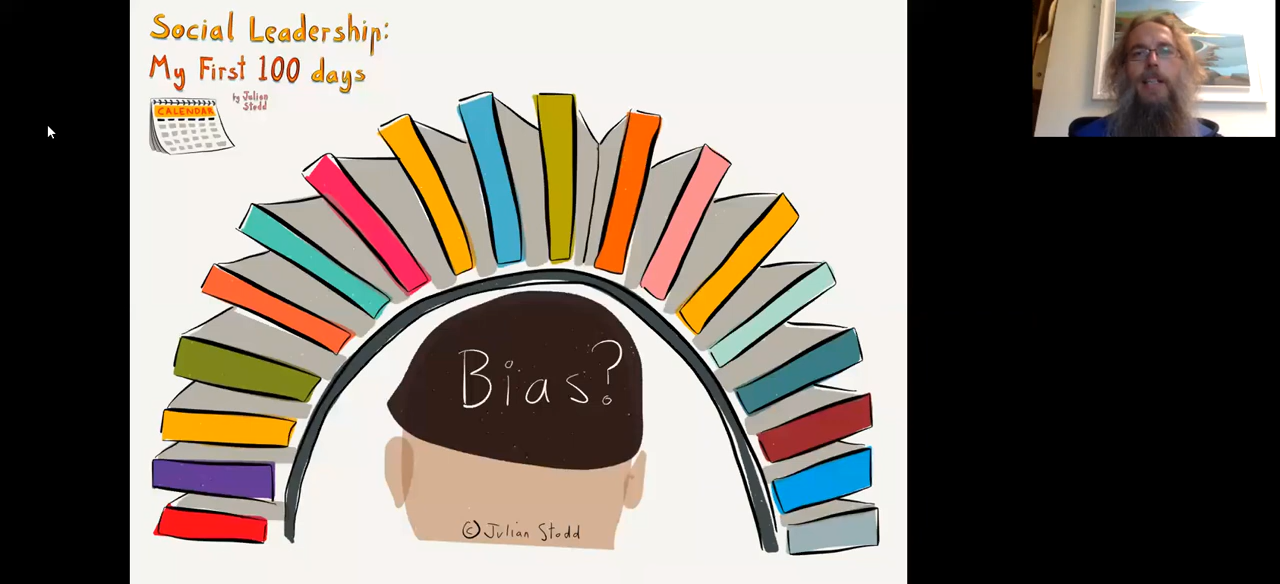 Social Leadership:
My First 100 days
by Julian
Stodd
CALENDAR
Bias?
© Julian Stodd